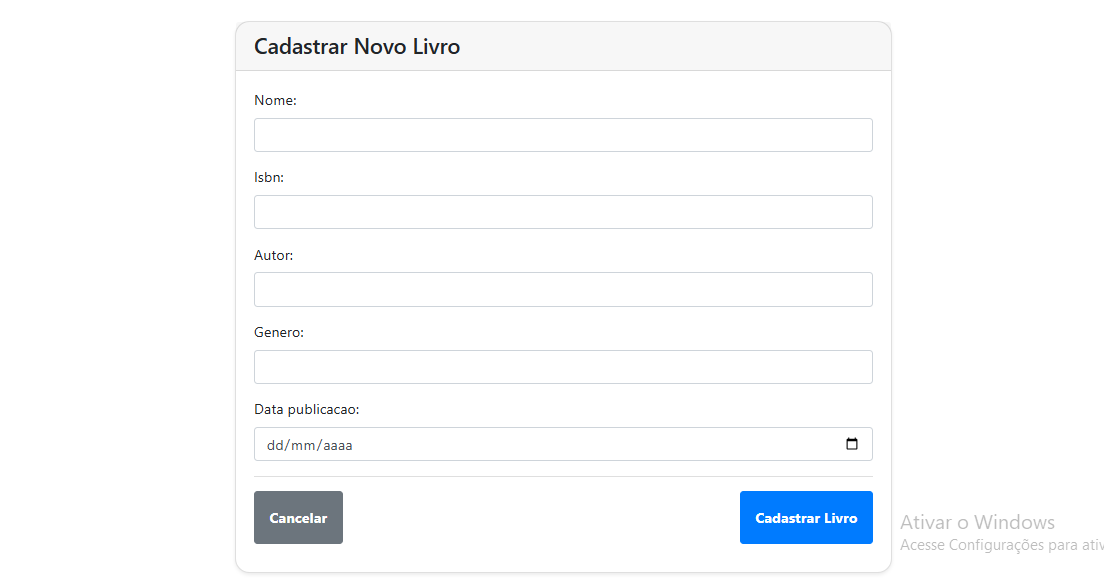 Cadastrar Novo Livro
Nome:
Isbn:
Autor:
Genero:
Data publicacao:
dd/mm/aaaa
Cancelar
Cadastrar Livro
Ativar o Windows
Acesse Configurações para ativ